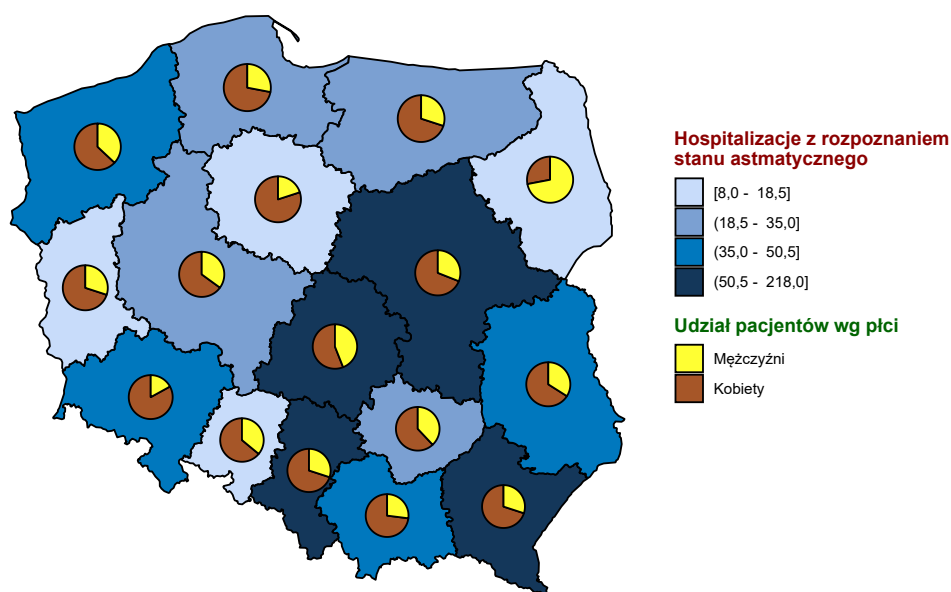 Hospitalizacje z rozpoznaniem
stanu astmatycznego
[8,0 - 18,5]
(18,5 - 35,0]
(35,0 - 50,5]
(50,5 - 218,0]
Udział pacjentów wg płci
Mężczyźni
Kobiety